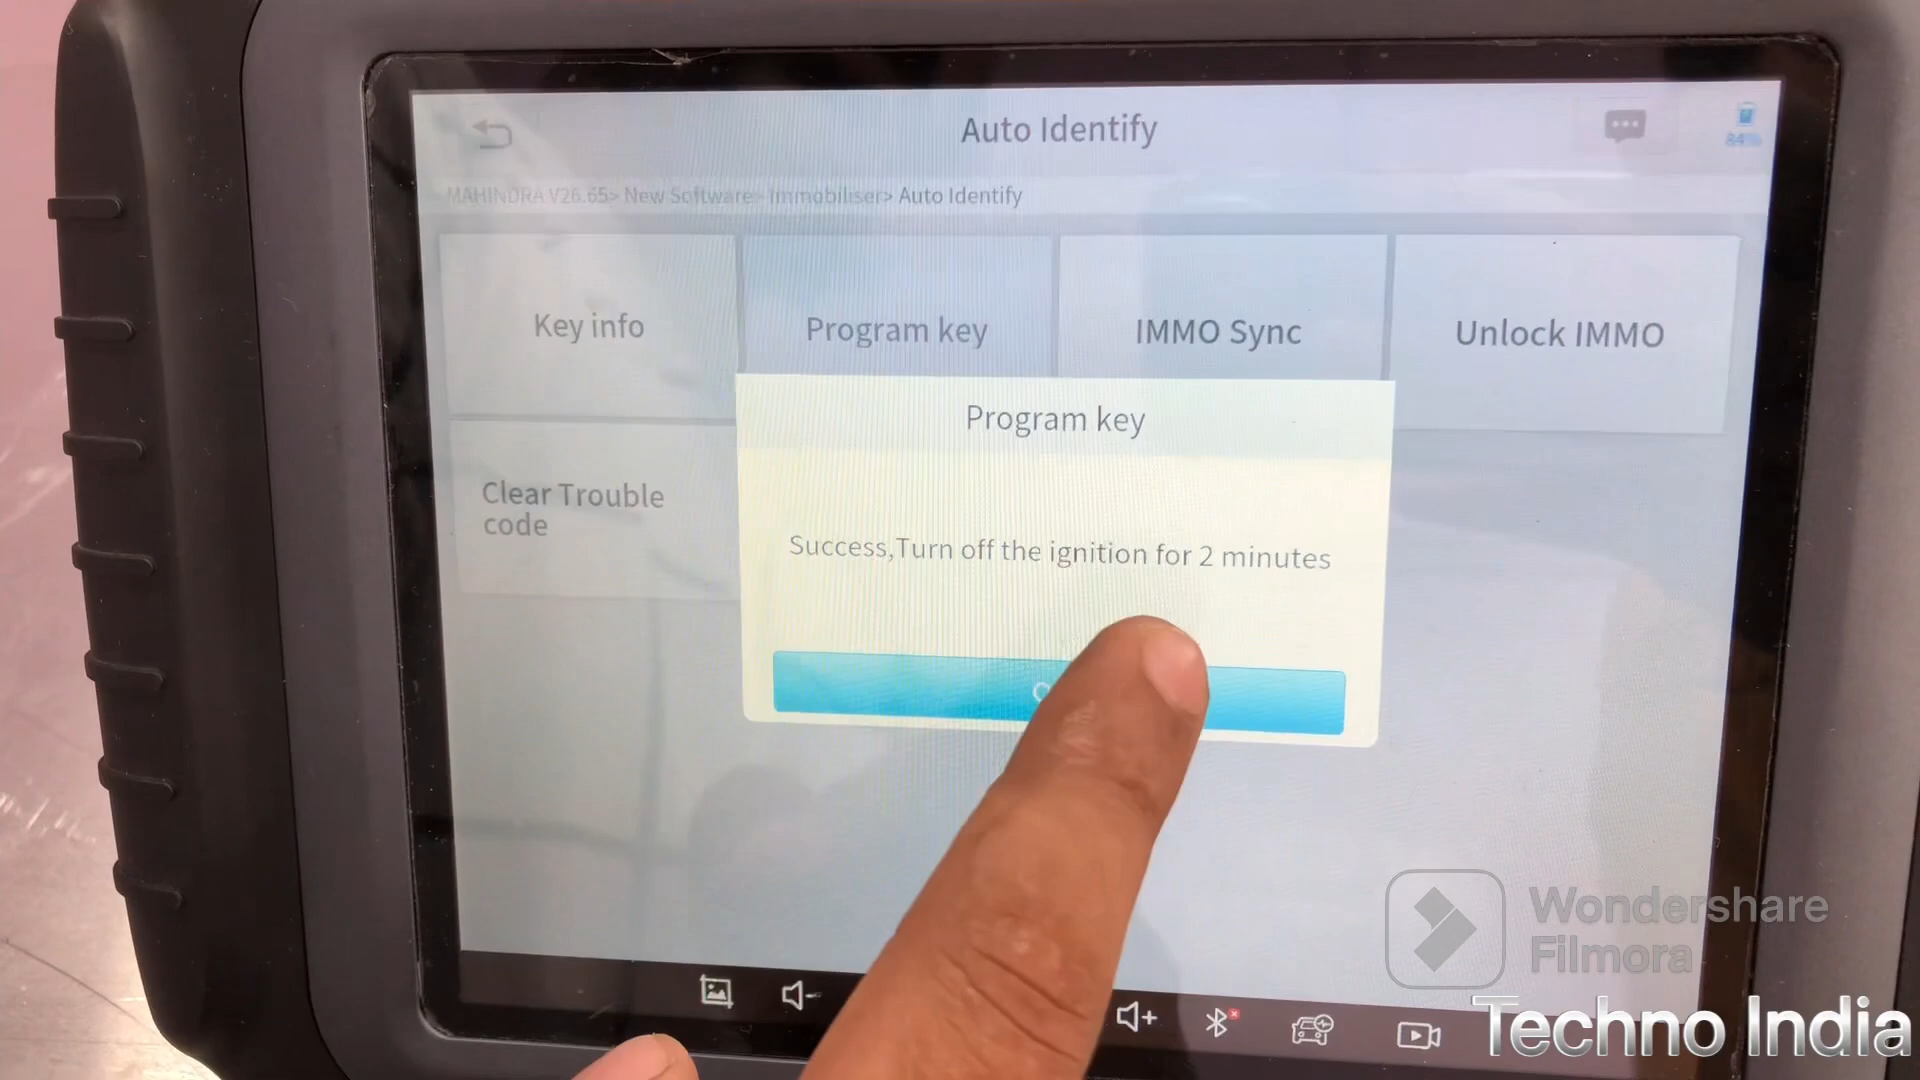 Auto Identify
84%
MAHINDRA V26.65> New Software> Immobiliser> Auto Identify
Key info
Program key
IMMO Sync
Unlock IMMO
Clear Trouble
code
Program key
Success,Turn off the ignition for 2 minutes
Wondershare
Filmora
Techno India